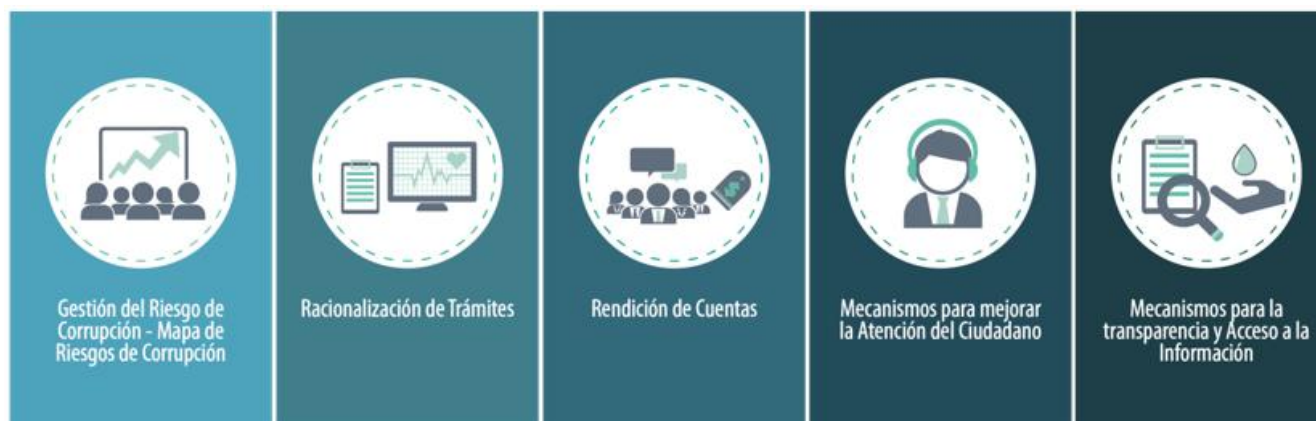 Gestión del Riesgo de
Corrupción - Mapa de
Riesgos de Corrupción
Racionalización de Trámites
Rendición de Cuentas
Mecanismos para mejorar
la Atención del Ciudadano
Mecanismos para la
transparencia y Acceso a la
Información